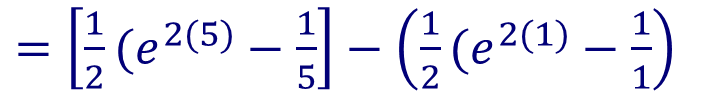 = [1/2 (e^{2(5)} − 1/5] − (1/2 (e^{2(1)} − 1/1)